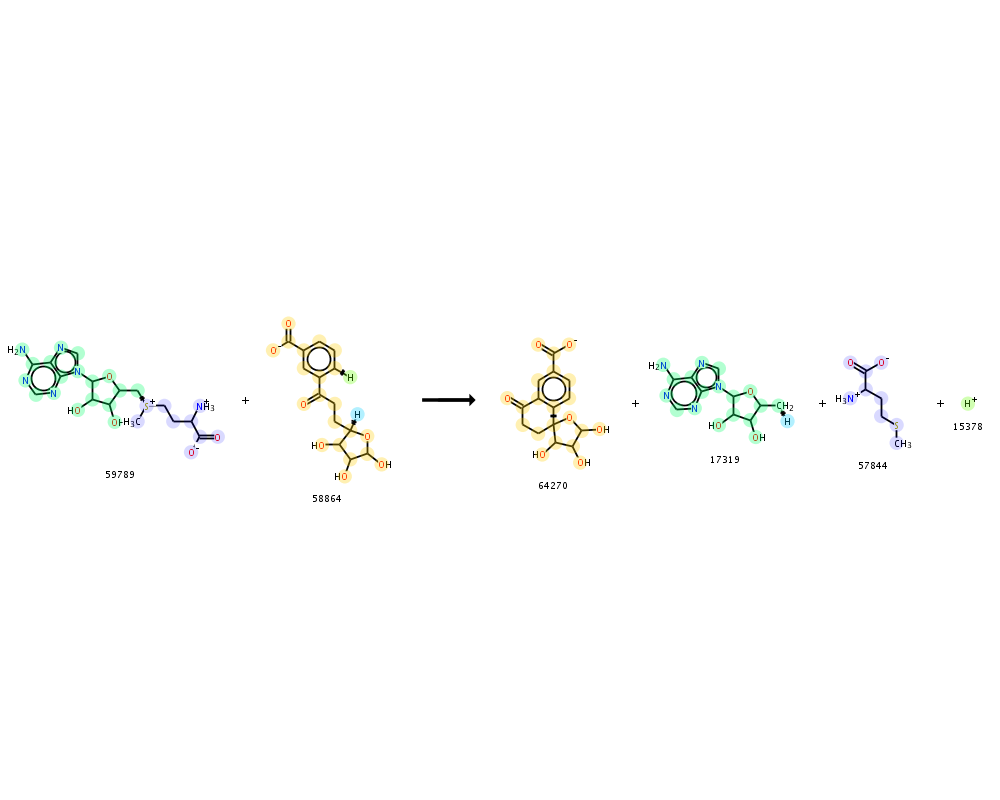 H₂N N N N N O HO OH S⁺ H₃C NH₃⁺ O O⁻
59789
+
O O⁻ H O H O HO HO OH
58864
O O⁻ O O OH HO OH
64270
+
H₂N N N N N O HO OH CH₂ H
17319
+
O O⁻ H₃N⁺ S CH₃
57844
+
H⁺
15378